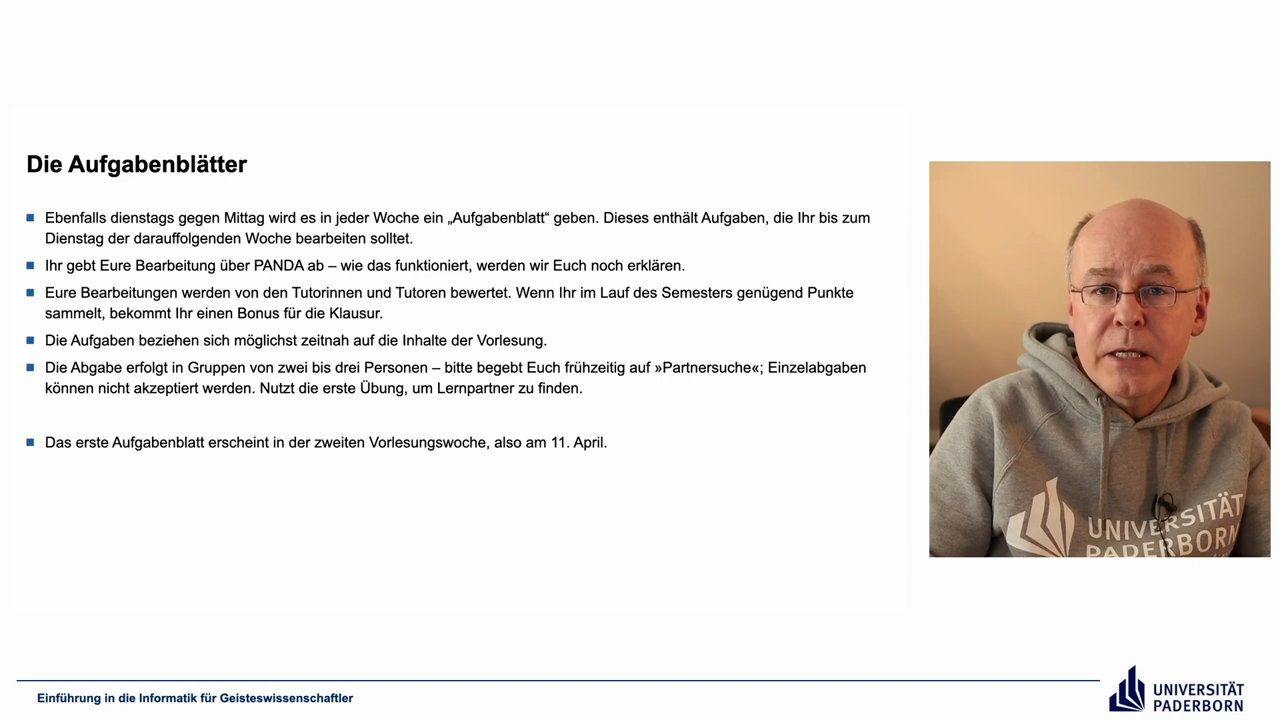 Die Aufgabenblätter
Ebenfalls dienstags gegen Mittag wird es in jeder Woche ein „Aufgabenblatt“ geben. Dieses enthält Aufgaben, die Ihr bis zum
Dienstag der darauffolgenden Woche bearbeiten solltet.
Ihr gebt Eure Bearbeitung über PANDA ab – wie das funktioniert, werden wir Euch noch erklären.
Eure Bearbeitungen werden von den Tutorinnen und Tutoren bewertet. Wenn Ihr im Lauf des Semesters genügend Punkte
sammelt, bekommt Ihr einen Bonus für die Klausur.
Die Aufgaben beziehen sich möglichst zeitnah auf die Inhalte der Vorlesung.
Die Abgabe erfolgt in Gruppen von zwei bis drei Personen – bitte begebt Euch frühzeitig auf »Partnersuche«; Einzelabgaben
können nicht akzeptiert werden. Nutzt die erste Übung, um Lernpartner zu finden.
Das erste Aufgabenblatt erscheint in der zweiten Vorlesungswoche, also am 11. April.
UNIVERSITÄT
PADERBORN
Einführung in die Informatik für Geisteswissenschaftler
UNIVERSITÄT
PADERBORN